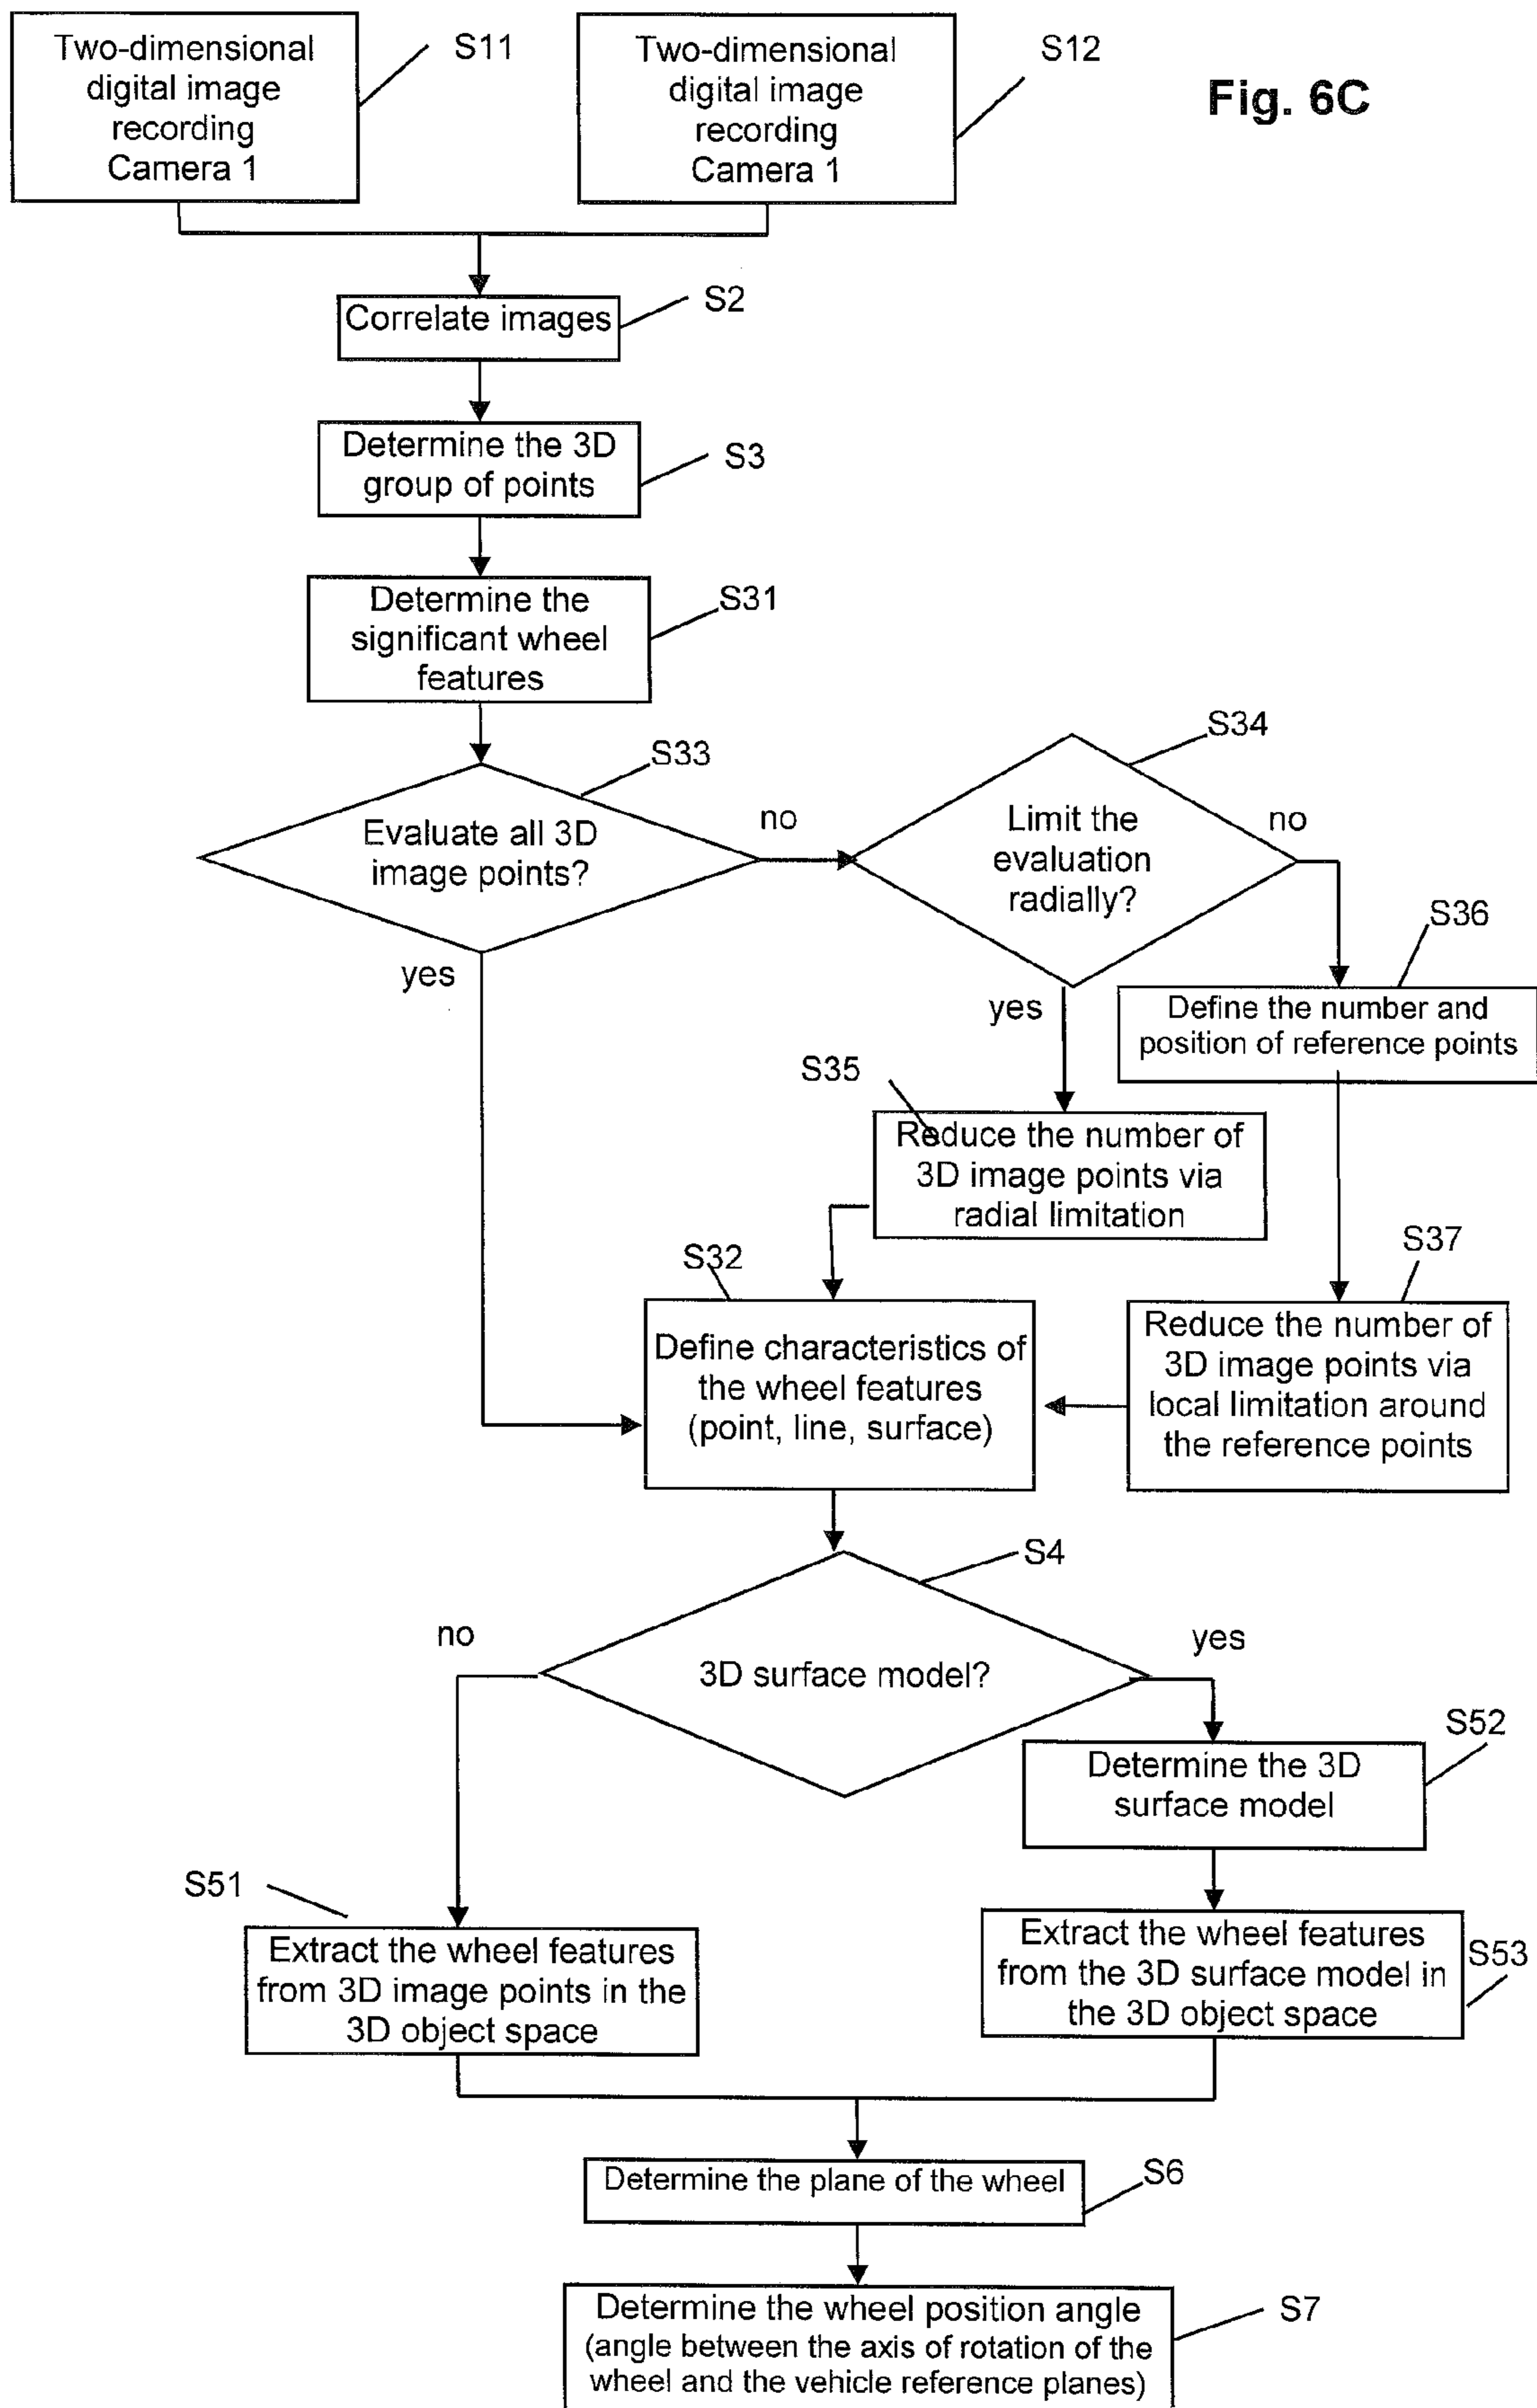 Two-dimensional
digital image
recording
Camera 1
S11
Two-dimensional
digital image
recording
Camera 1
S12
Fig. 6C
Correlate images
S2
Determine the 3D
group of points
S3
Determine the
significant wheel
features
S31
Evaluate all 3D
image points?
S33
no
yes
Limit the
evaluation
radially?
S34
no
yes
Define the number and
position of reference points
S36
S35
Reduce the number of
3D image points via
radial limitation
S32
Define characteristics of
the wheel features
(point, line, surface)
S37
Reduce the number of
3D image points via
local limitation around
the reference points
S4
3D surface model?
no
yes
S52
Determine the 3D
surface model
S51
Extract the wheel features
from 3D image points in the
3D object space
Extract the wheel features
from the 3D surface model in
the 3D object space
S53
Determine the plane of the wheel
S6
Determine the wheel position angle
(angle between the axis of rotation of the
wheel and the vehicle reference planes)
S7